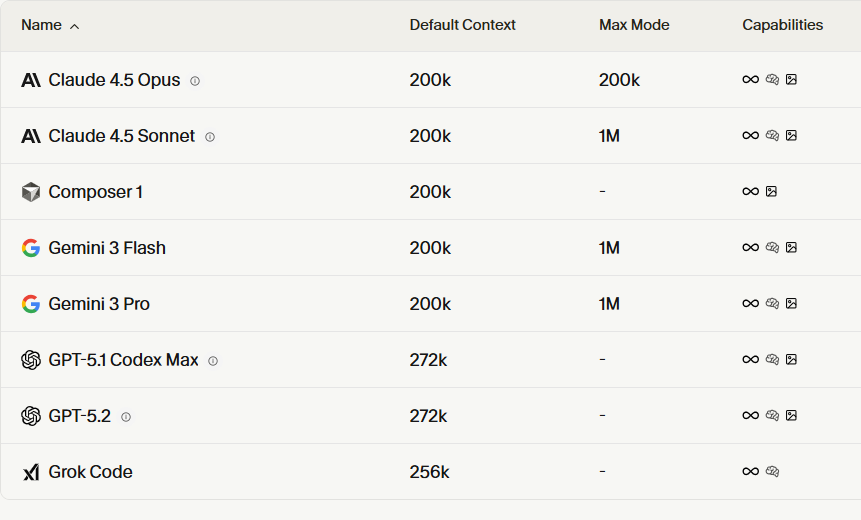 Name Default Context Max Mode Capabilities
Claude 4.5 Opus 200k 200k
Claude 4.5 Sonnet 200k 1M
Composer 1 200k -
Gemini 3 Flash 200k 1M
Gemini 3 Pro 200k 1M
GPT-5.1 Codex Max 272k -
GPT-5.2 272k -
Grok Code 256k -